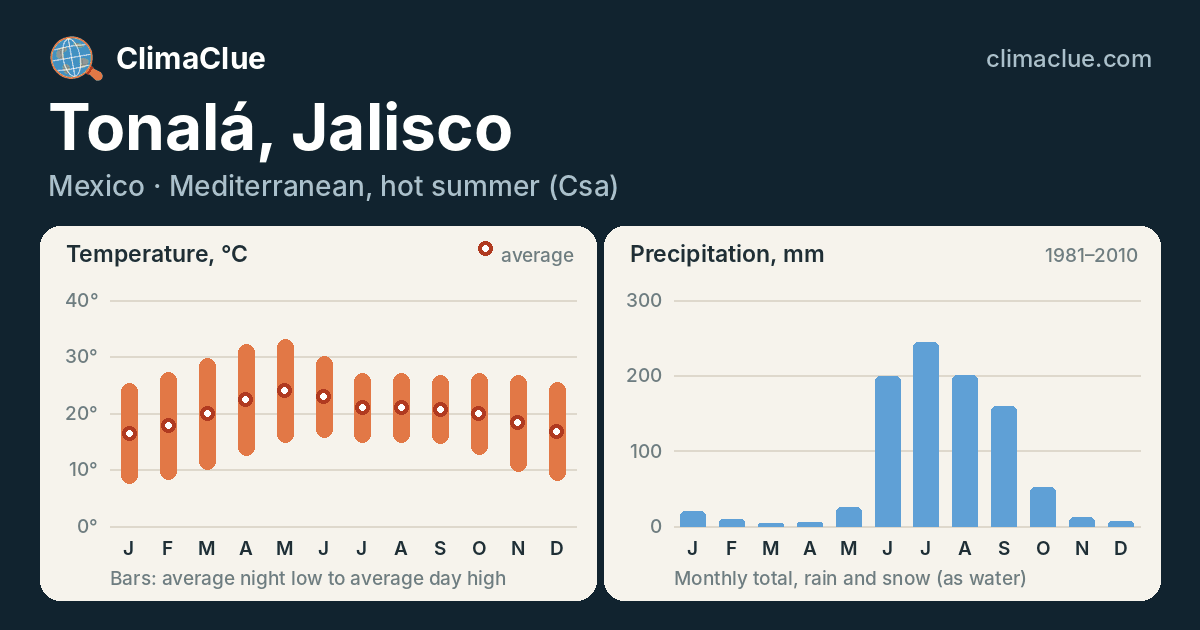 ClimaClue
climaclue.com
Tonalá, Jalisco
Mexico · Mediterranean, hot summer (Csa)
Temperature, °C
average
40°
30°
20°
10°
0°
J F M A M J J A S O N D
Bars: average night low to average day high
Precipitation, mm
1981–2010
300
200
100
0
J F M A M J J A S O N D
Monthly total, rain and snow (as water)